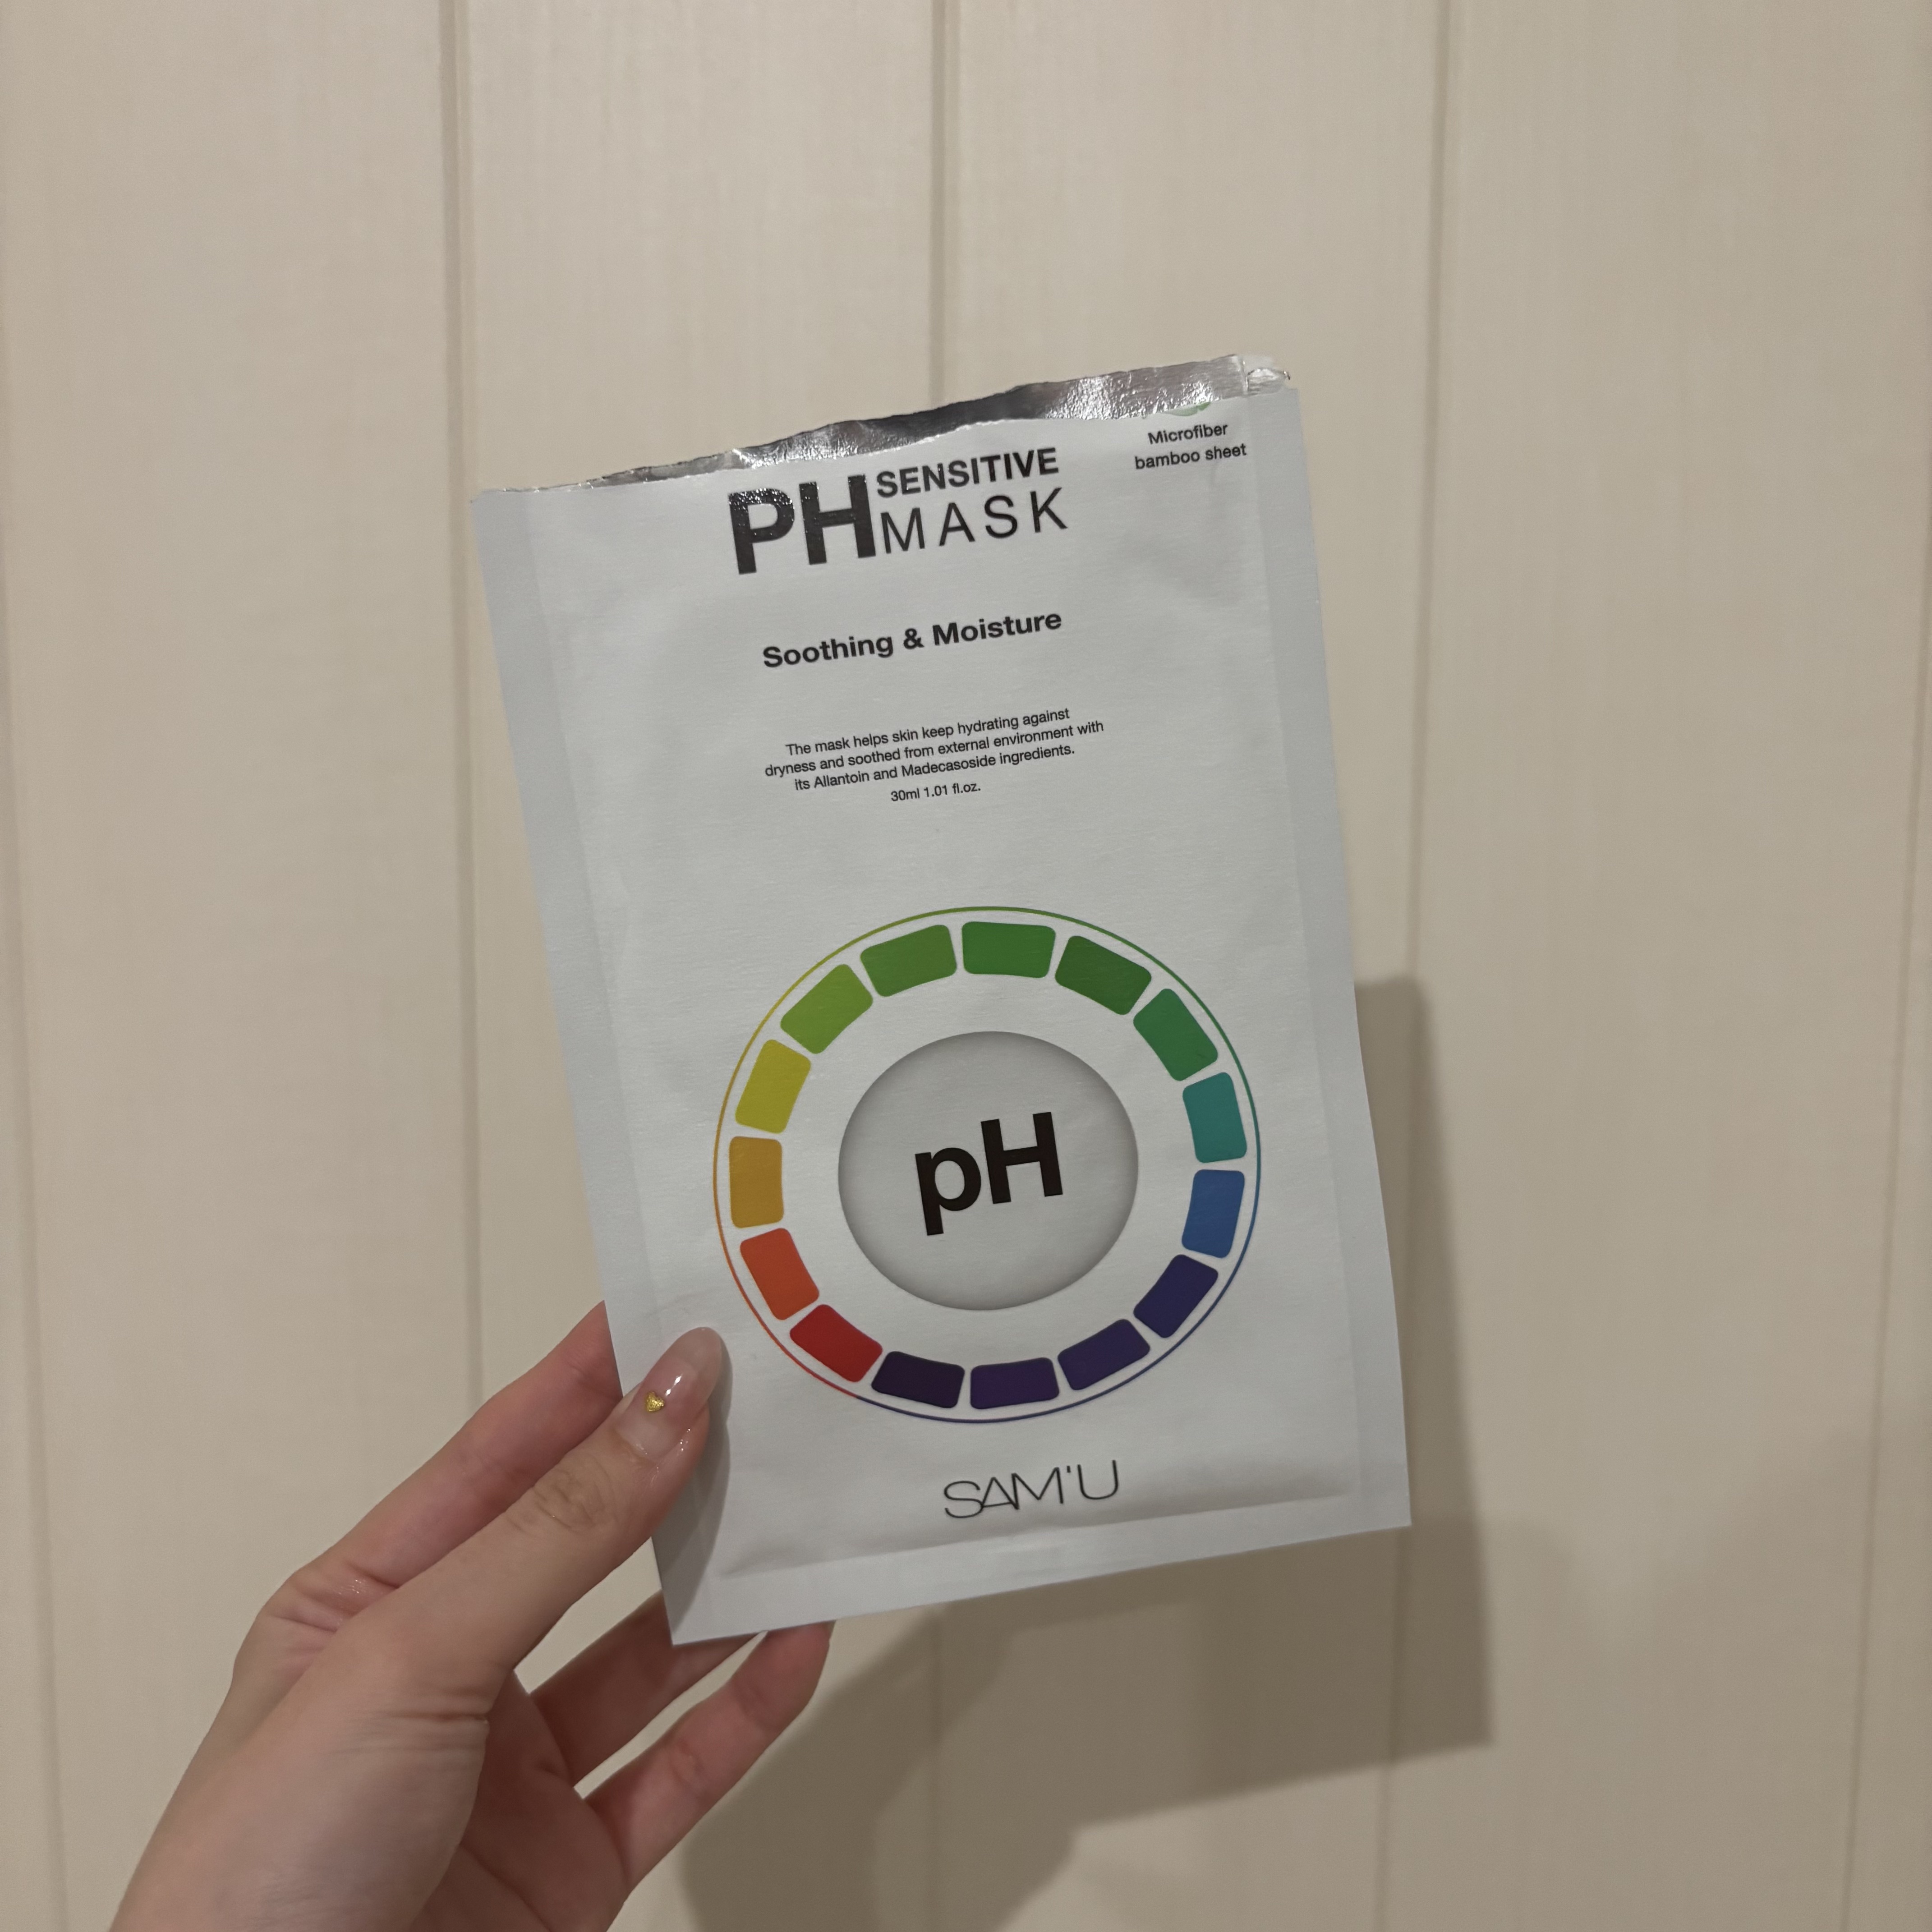 Microfiber
bamboo sheet
PH SENSITIVE
MASK
Soothing & Moisture
The mask helps skin keep hydrating against
dryness and soothed from external environment with
its Allantoin and Madecasoside ingredients.
30ml 1.01 fl.oz.
pH
SAM'U